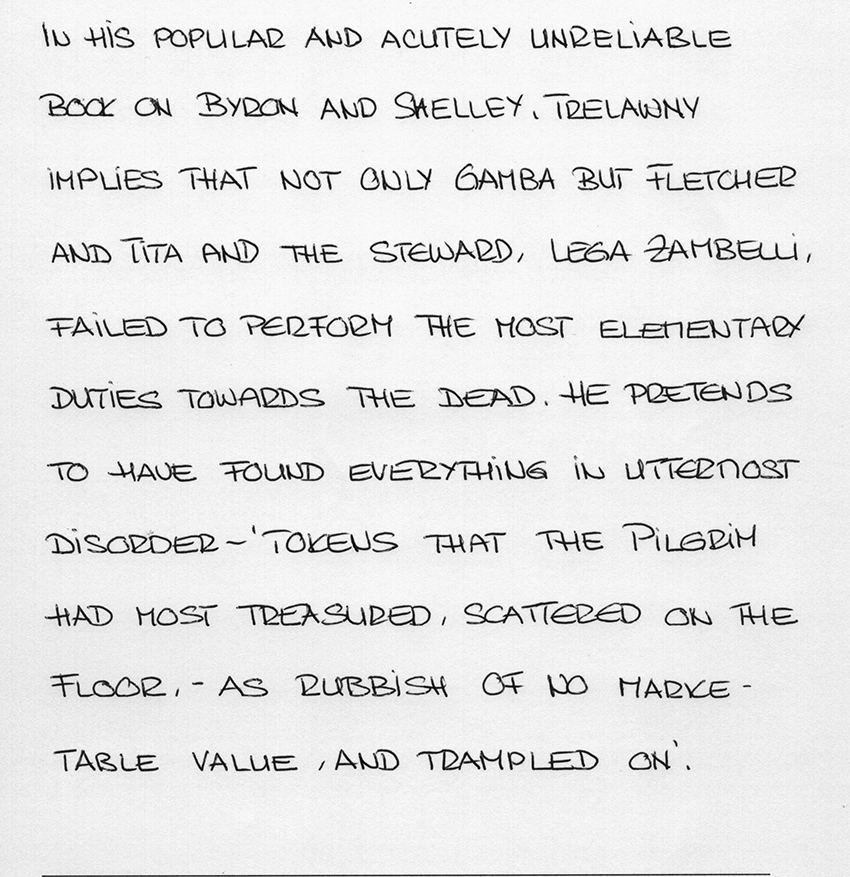 IN HIS POPULAR AND ACUTELY UNRELIABLE
BOOK ON BYRON AND SHELLEY, TRELAWNY
IMPLIES THAT NOT ONLY GAMBA BUT FLETCHER
AND TITA AND THE STEWARD, LEGA ZAMBELLI,
FAILED TO PERFORM THE MOST ELEMENTARY
DUTIES TOWARDS THE DEAD. HE PRETENDS
TO HAVE FOUND EVERYTHING IN UTTERMOST
DISORDER – 'TOKENS THAT THE PILGRIM
HAD MOST TREASURED, SCATTERED ON THE
FLOOR, - AS RUBBISH OF NO MARKE-
TABLE VALUE, AND TRAMPLED ON'.